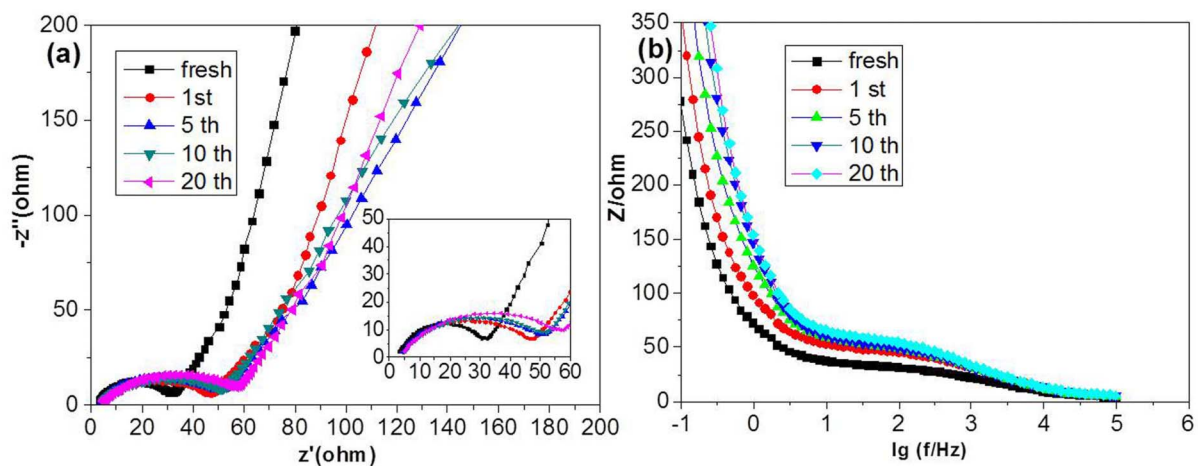 (a)
fresh
1st
5 th
10 th
20 th
-z''(ohm)
200
150
100
50
0
0 20 40 60 80 100 120 140 160 180 200
z'(ohm)
50
40
30
20
10
0
0 10 20 30 40 50 60
(b)
fresh
1 st
5 th
10 th
20 th
Z/ohm
350
300
250
200
150
100
50
0
-1 0 1 2 3 4 5 6
lg (f/Hz)